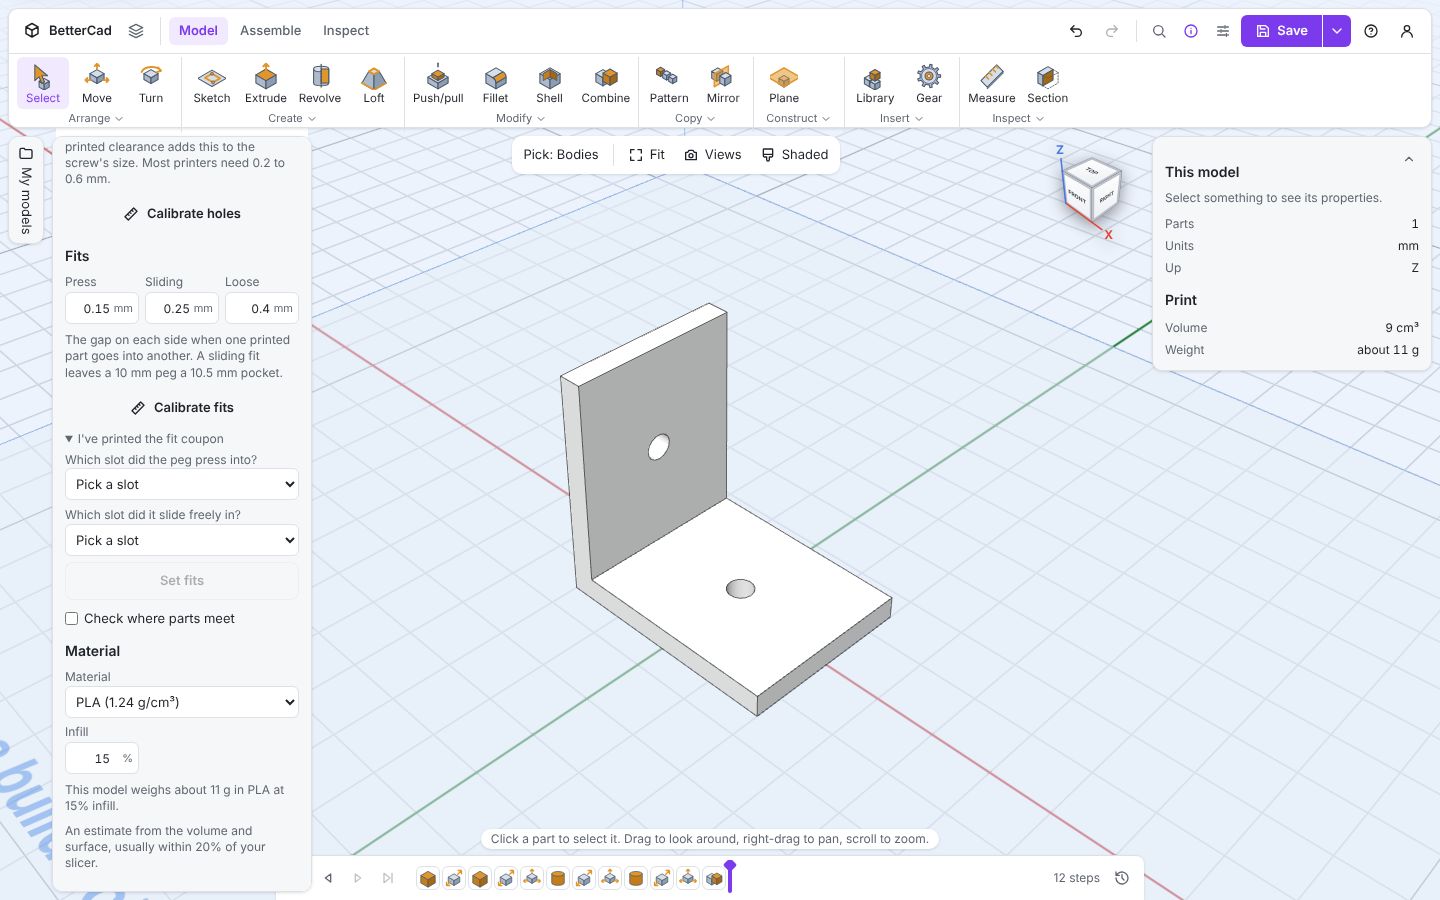 BetterCad
Model
Assemble
Inspect
Save
Select
Move
Turn
Sketch
Extrude
Revolve
Loft
Push/pull
Fillet
Shell
Combine
Pattern
Mirror
Plane
Library
Gear
Measure
Section
Arrange
Create
Modify
Copy
Construct
Insert
Inspect
My models
printed clearance adds this to the
screw's size. Most printers need 0.2 to
0.6 mm.
Calibrate holes
Fits
Press
Sliding
Loose
0.15 mm
0.25 mm
0.4 mm
The gap on each side when one printed
part goes into another. A sliding fit
leaves a 10 mm peg a 10.5 mm pocket.
Calibrate fits
I've printed the fit coupon
Which slot did the peg press into?
Pick a slot
Which slot did it slide freely in?
Pick a slot
Set fits
Check where parts meet
Material
Material
PLA (1.24 g/cm³)
Infill
15 %
This model weighs about 11 g in PLA at
15% infill.
An estimate from the volume and
surface, usually within 20% of your
slicer.
Pick: Bodies
Fit
Views
Shaded
Z
TOP
FRONT
RIGHT
X
This model
Select something to see its properties.
Parts 1
Units mm
Up Z
Print
Volume 9 cm³
Weight about 11 g
Click a part to select it. Drag to look around, right-drag to pan, scroll to zoom.
12 steps